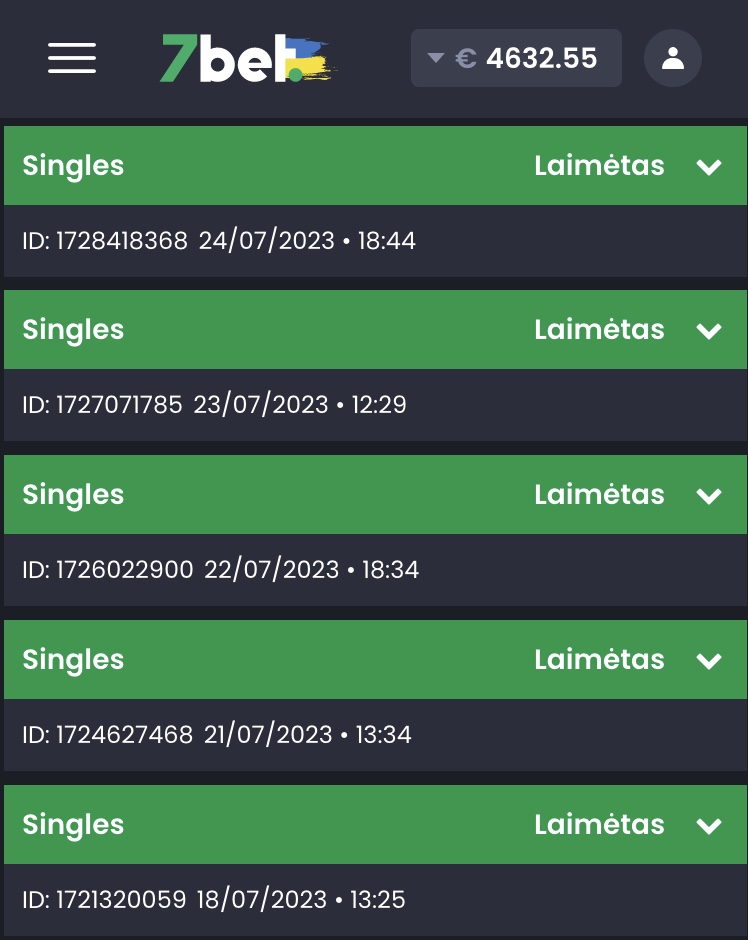 7bet. € 4632.55
Singles Laimėtas
ID: 1728418368 24/07/2023 • 18:44
Singles Laimėtas
ID: 1727071785 23/07/2023 • 12:29
Singles Laimėtas
ID: 1726022900 22/07/2023 • 18:34
Singles Laimėtas
ID: 1724627468 21/07/2023 • 13:34
Singles Laimėtas
ID: 1721320059 18/07/2023 • 13:25